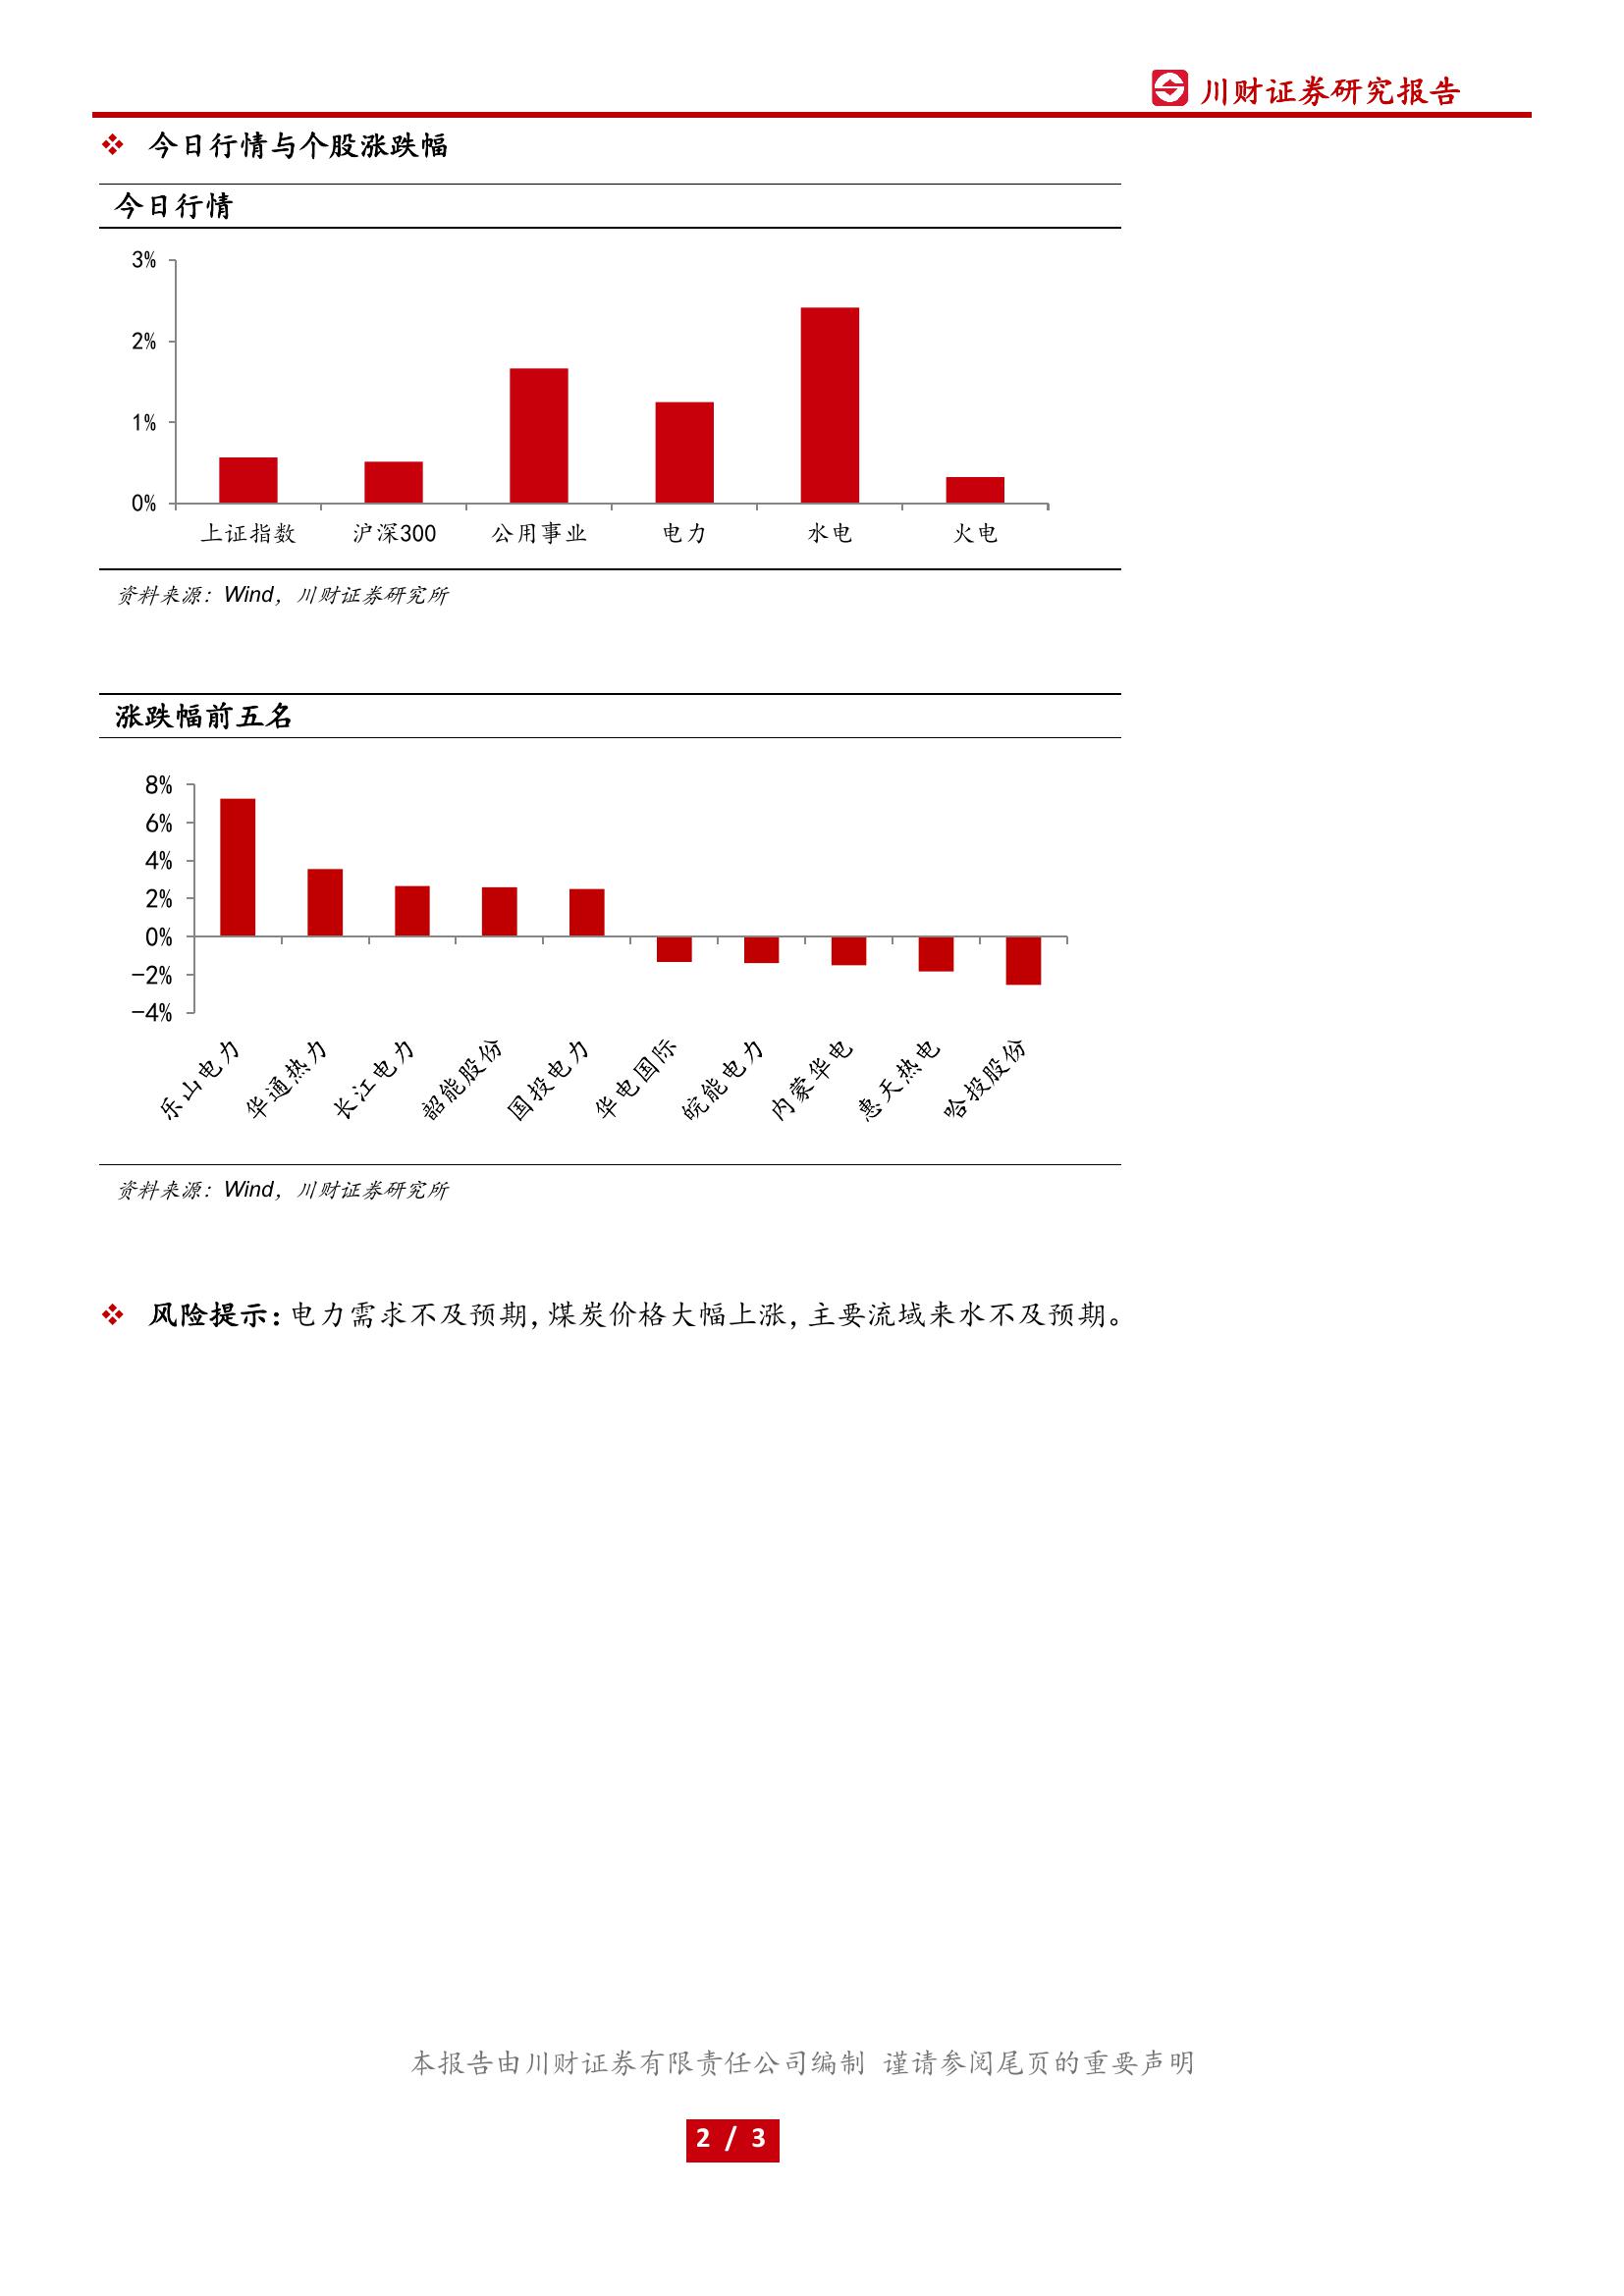 川财证券研究报告
今日行情与个股涨跌幅
今日行情
3%
2%
1%
0%
上证指数 沪深300 公用事业 电力 水电 火电
资料来源：Wind，川财证券研究所
涨跌幅前五名
8%
6%
4%
2%
0%
-2%
-4%
乐山电力 华通热力 长江电力 韶能股份 国投电力 华电国际 皖能电力 内蒙华电 惠天热电 哈投股份
资料来源：Wind，川财证券研究所
风险提示：电力需求不及预期，煤炭价格大幅上涨，主要流域来水不及预期。
本报告由川财证券有限责任公司编制 谨请参阅尾页的重要声明
2 / 3